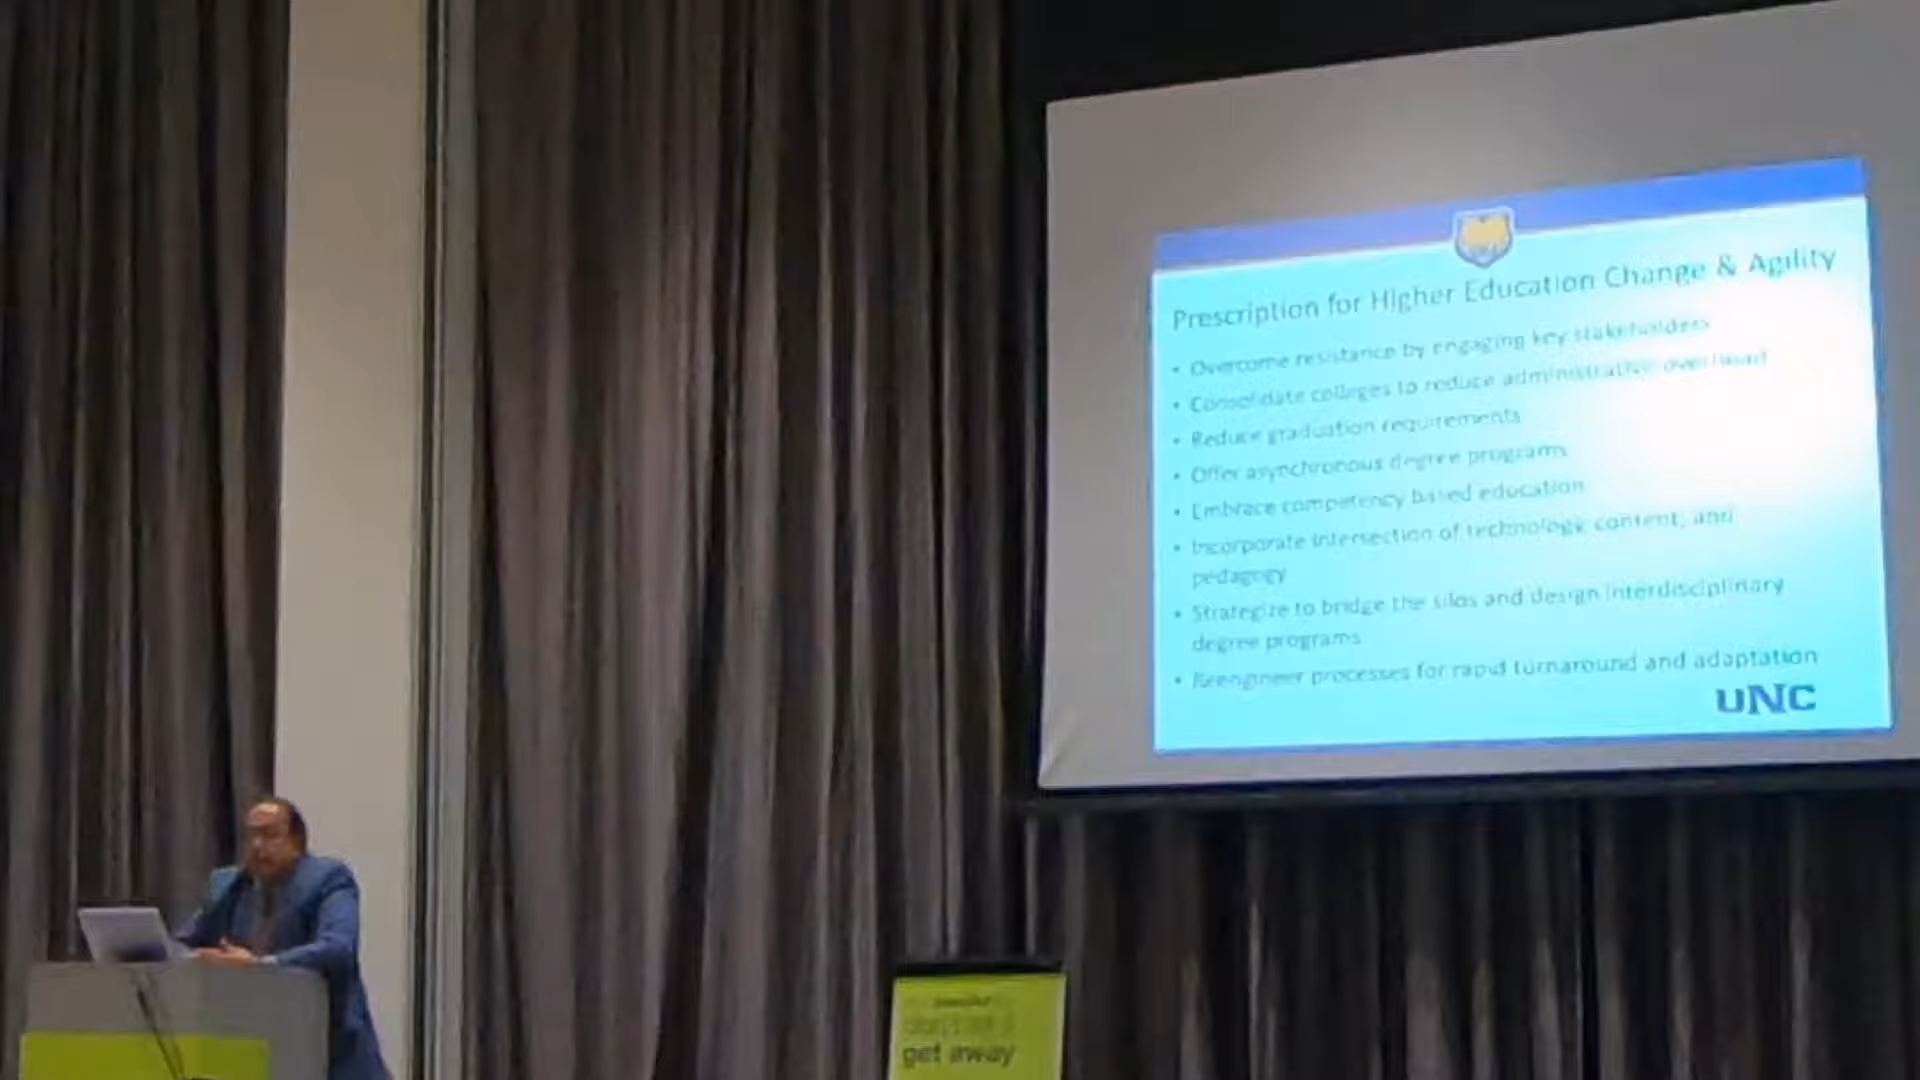 Prescription for Higher Education Change & Agility
• Overcome resistance by engaging key stakeholders
• Consolidate colleges to reduce administrative overhead
• Reduce graduation requirements
• Offer asynchronous degree programs
• Embrace competency based education
• Incorporate intersection of technology, content, and
pedagogy
• Strategize to bridge the silos and design interdisciplinary
degree programs
• Reengineer processes for rapid turnaround and adaptation
UNC
get away